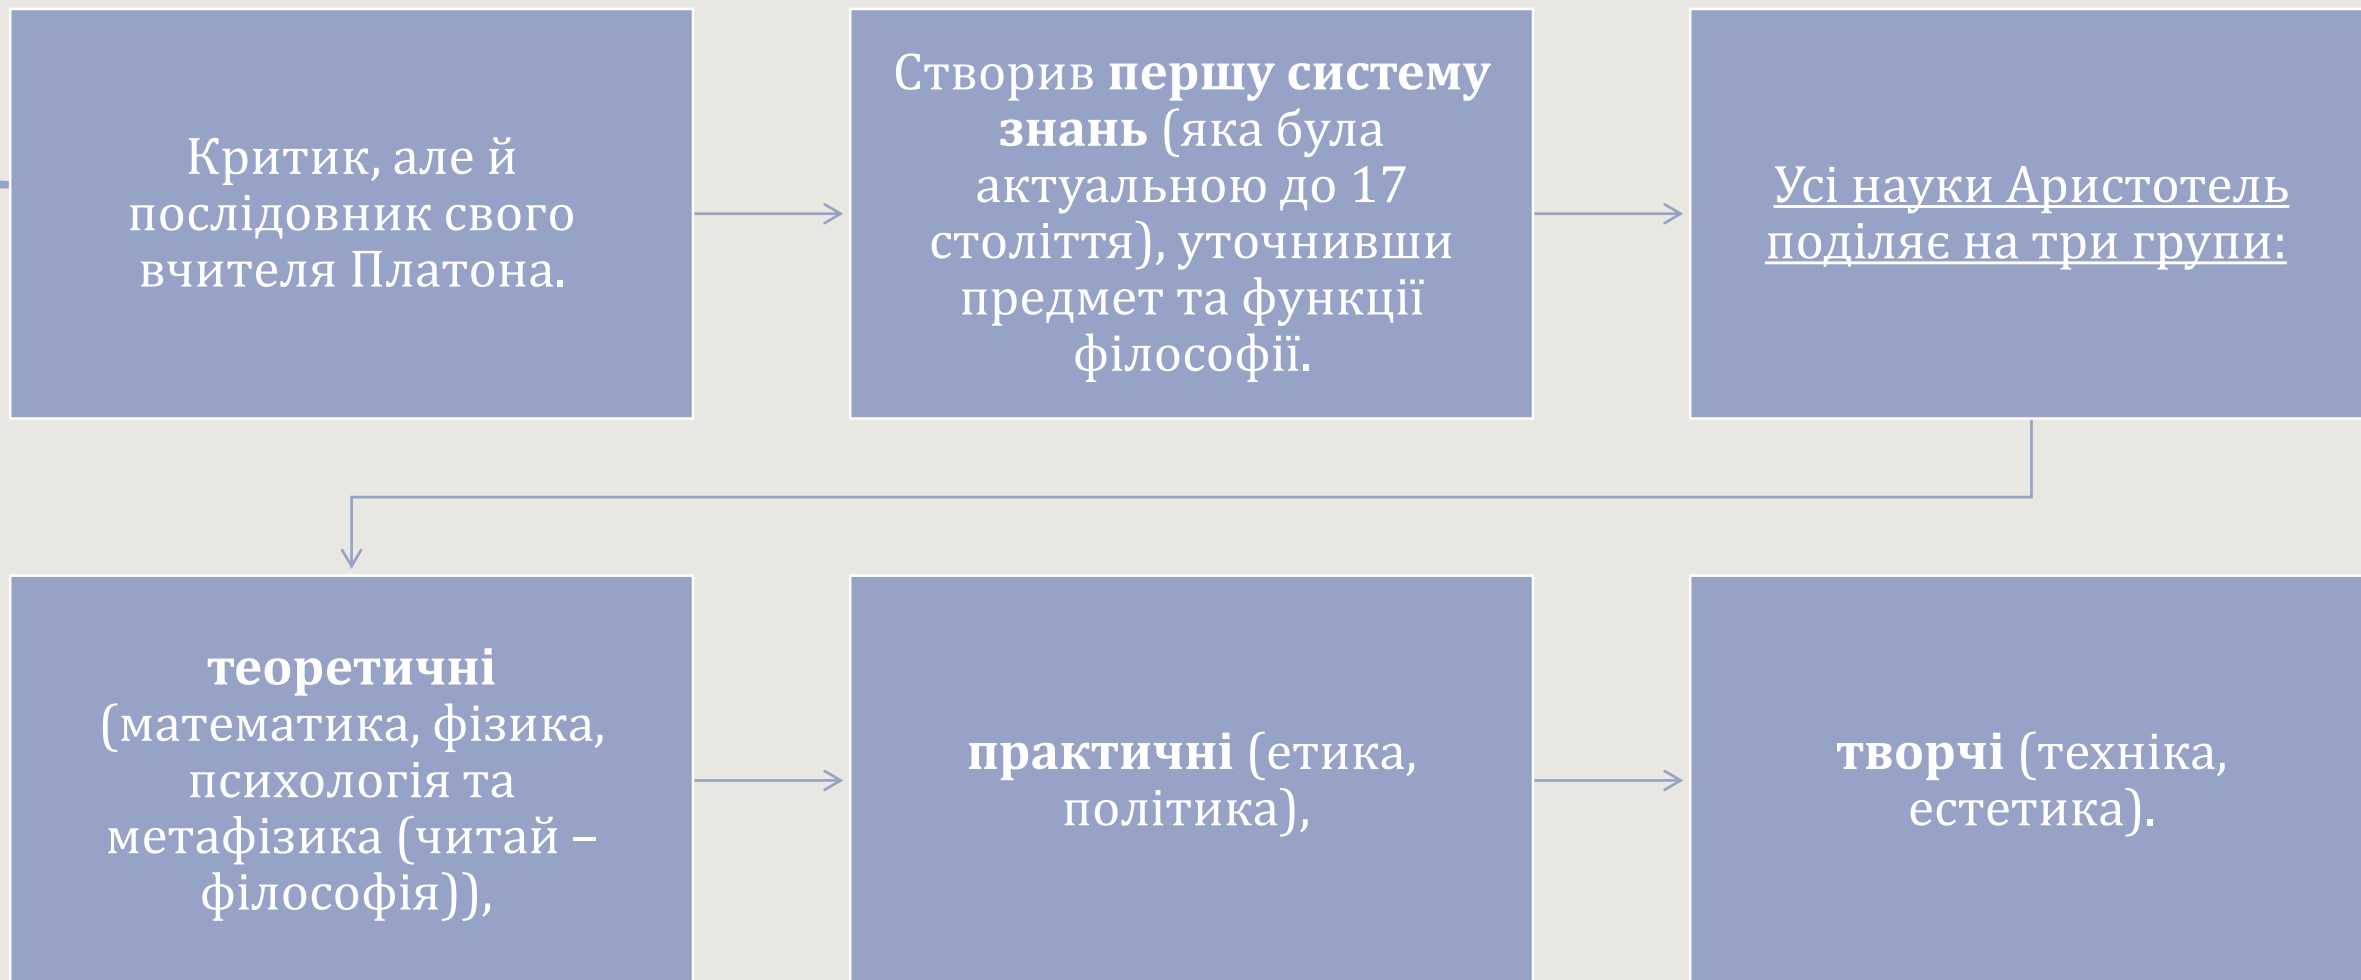 Критик, але й
послідовник свого
вчителя Платона.
Створив першу систему
знань (яка була
актуальною до 17
століття), уточнивши
предмет та функції
філософії.
Усі науки Аристотель
поділяє на три групи:
теоретичні
(математика, фізика,
психологія та
метафізика (читай –
філософія)),
практичні (етика,
політика),
творчі (техніка,
естетика).